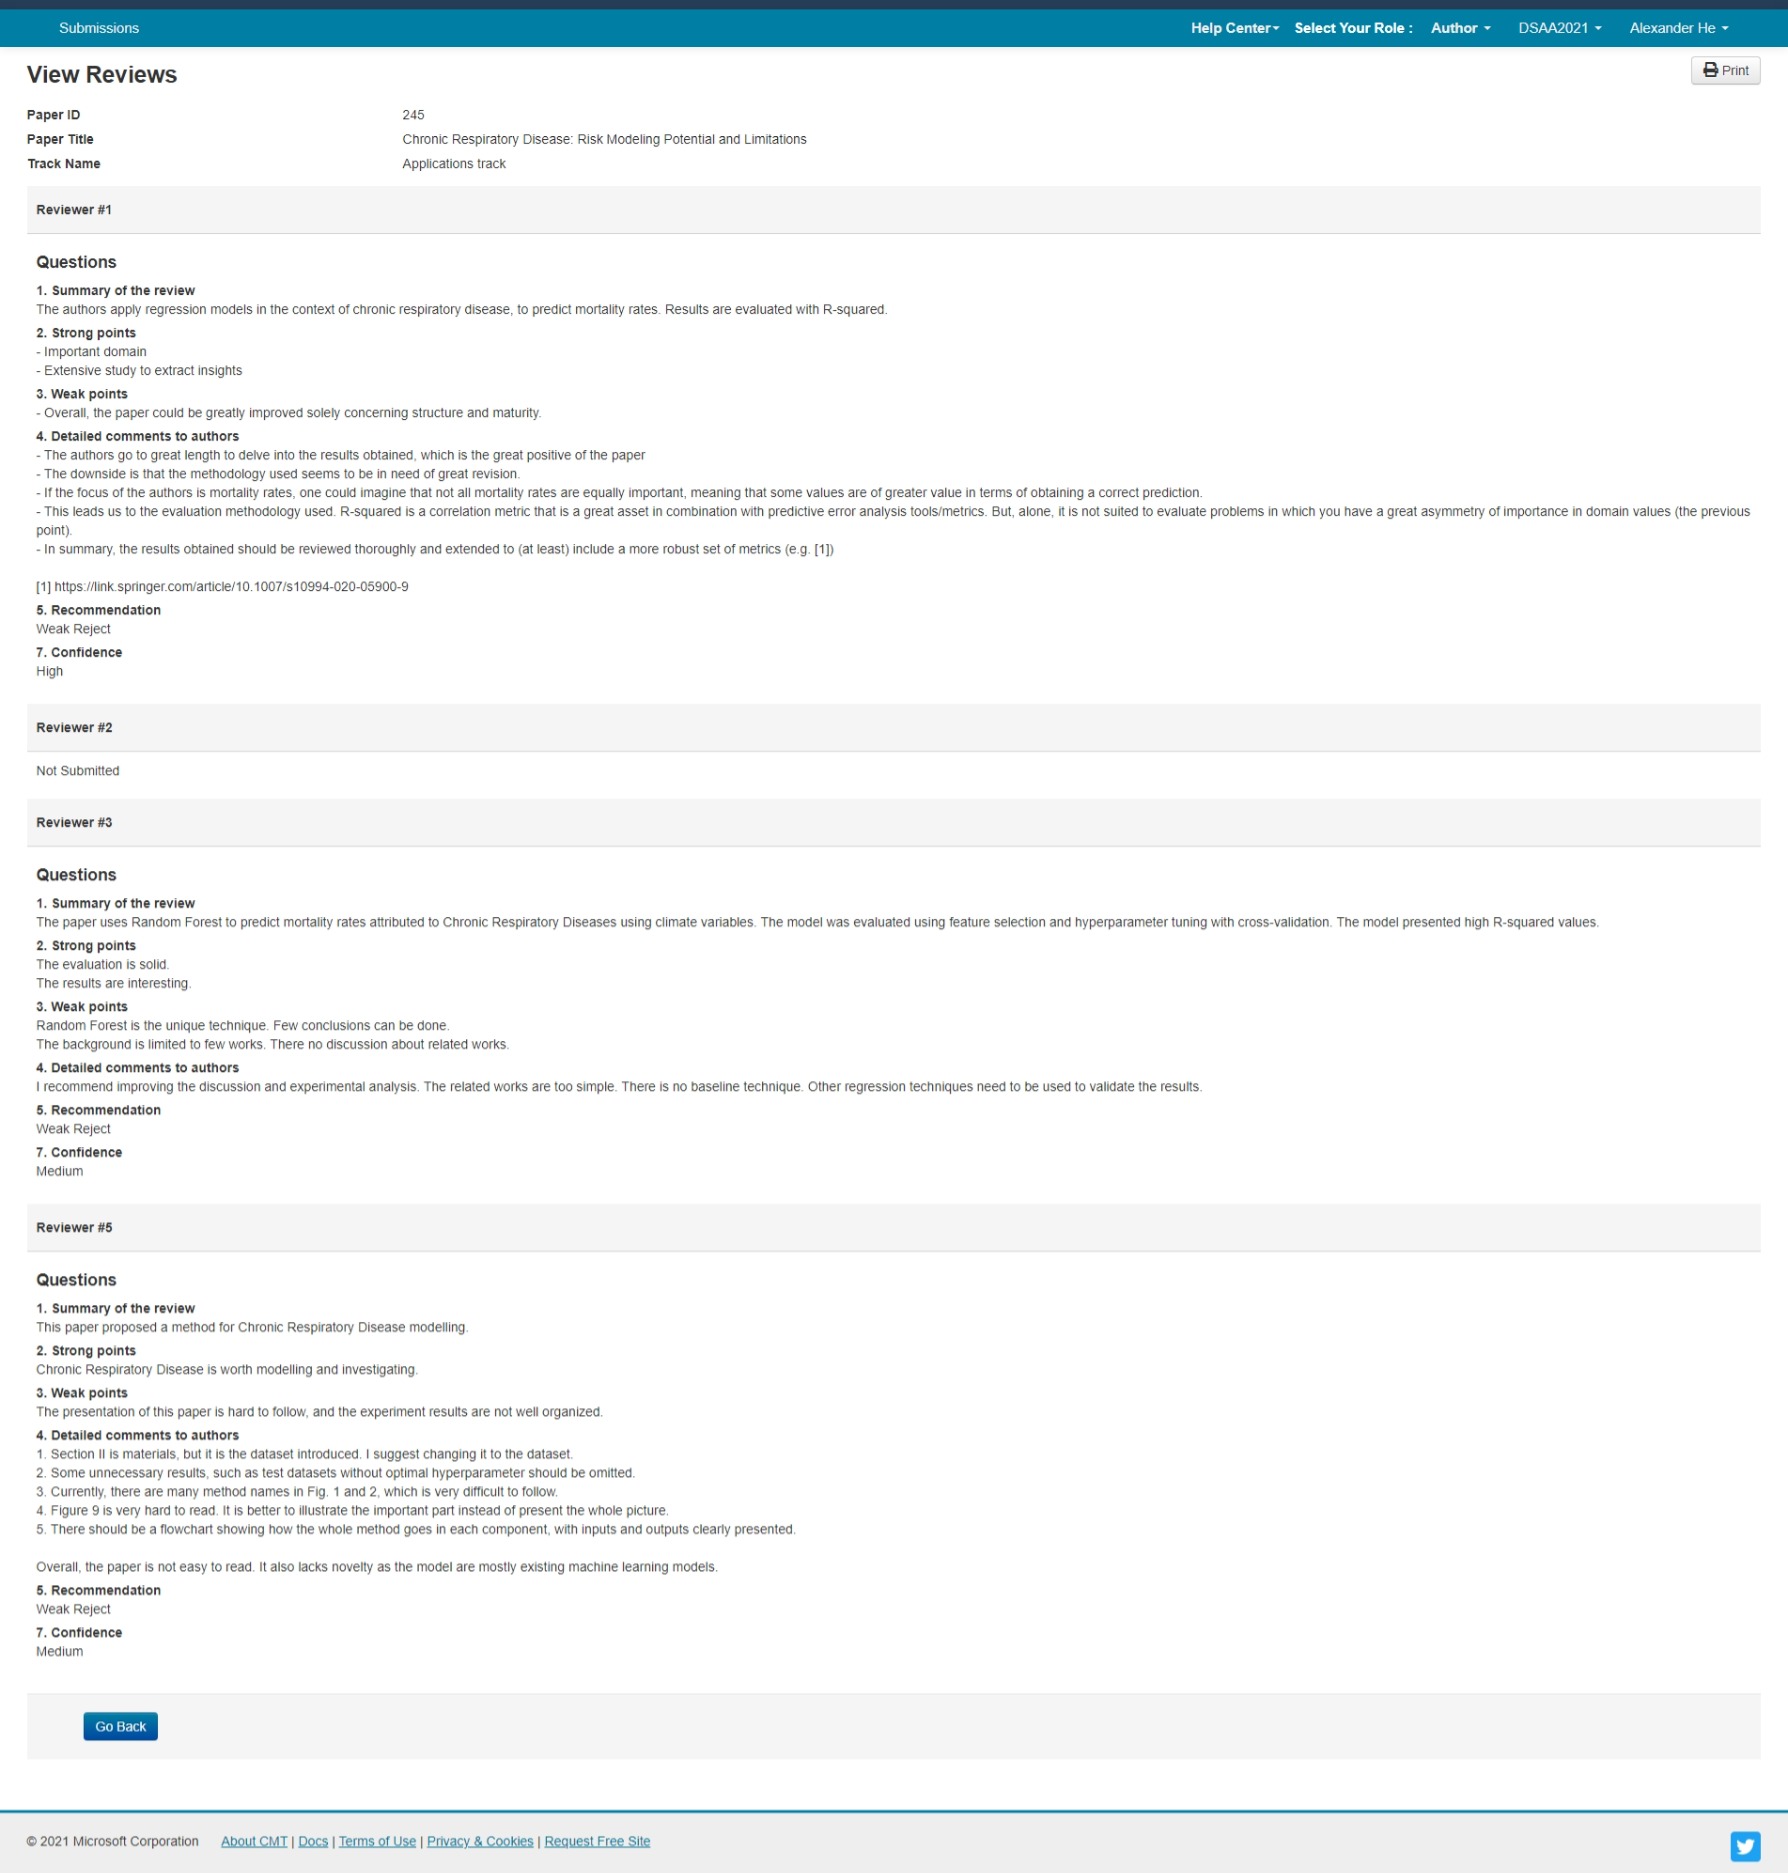 Submissions
Help Center
Select Your Role :
Author
DSAA2021
Alexander He
View Reviews
Print
Paper ID
245
Paper Title
Chronic Respiratory Disease: Risk Modeling Potential and Limitations
Track Name
Applications track
Reviewer #1
Questions
1. Summary of the review
The authors apply regression models in the context of chronic respiratory disease, to predict mortality rates. Results are evaluated with R-squared.
2. Strong points
- Important domain
- Extensive study to extract insights
3. Weak points
- Overall, the paper could be greatly improved solely concerning structure and maturity.
4. Detailed comments to authors
- The authors go to great length to delve into the results obtained, which is the great positive of the paper
- The downside is that the methodology used seems to be in need of great revision.
- If the focus of the authors is mortality rates, one could imagine that not all mortality rates are equally important, meaning that some values are of greater value in terms of obtaining a correct prediction.
- This leads us to the evaluation methodology used. R-squared is a correlation metric that is a great asset in combination with predictive error analysis tools/metrics. But, alone, it is not suited to evaluate problems in which you have a great asymmetry of importance in domain values (the previous
point).
- In summary, the results obtained should be reviewed thoroughly and extended to (at least) include a more robust set of metrics (e.g. [1])
[1] https://link.springer.com/article/10.1007/s10994-020-05900-9
5. Recommendation
Weak Reject
7. Confidence
High
Reviewer #2
Not Submitted
Reviewer #3
Questions
1. Summary of the review
The paper uses Random Forest to predict mortality rates attributed to Chronic Respiratory Diseases using climate variables. The model was evaluated using feature selection and hyperparameter tuning with cross-validation. The model presented high R-squared values.
2. Strong points
The evaluation is solid.
The results are interesting.
3. Weak points
Random Forest is the unique technique. Few conclusions can be done.
The background is limited to few works. There no discussion about related works.
4. Detailed comments to authors
I recommend improving the discussion and experimental analysis. The related works are too simple. There is no baseline technique. Other regression techniques need to be used to validate the results.
5. Recommendation
Weak Reject
7. Confidence
Medium
Reviewer #5
Questions
1. Summary of the review
This paper proposed a method for Chronic Respiratory Disease modelling.
2. Strong points
Chronic Respiratory Disease is worth modelling and investigating.
3. Weak points
The presentation of this paper is hard to follow, and the experiment results are not well organized.
4. Detailed comments to authors
1. Section II is materials, but it is the dataset introduced. I suggest changing it to the dataset.
2. Some unnecessary results, such as test datasets without optimal hyperparameter should be omitted.
3. Currently, there are many method names in Fig. 1 and 2, which is very difficult to follow.
4. Figure 9 is very hard to read. It is better to illustrate the important part instead of present the whole picture.
5. There should be a flowchart showing how the whole method goes in each component, with inputs and outputs clearly presented.
Overall, the paper is not easy to read. It also lacks novelty as the model are mostly existing machine learning models.
5. Recommendation
Weak Reject
7. Confidence
Medium
Go Back
© 2021 Microsoft Corporation
About CMT | Docs | Terms of Use | Privacy & Cookies | Request Free Site